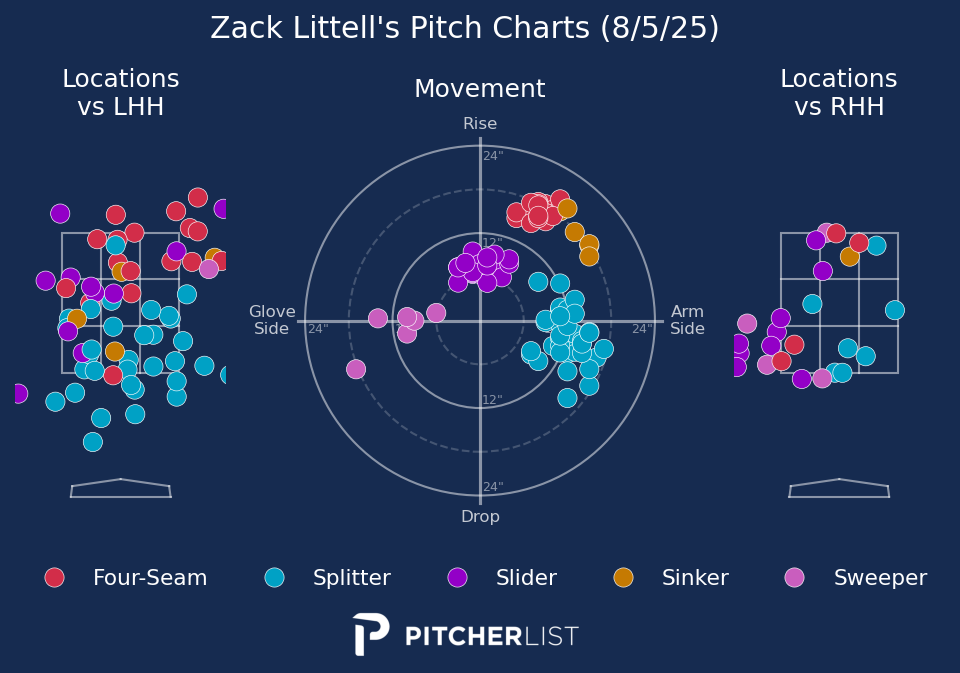 Zack Littell's Pitch Charts (8/5/25)
Locations
vs LHH
Movement
Locations
vs RHH
Rise
24"
12"
Glove
Side
24"
24"
Arm
Side
12"
24"
Drop
Four-Seam
Splitter
Slider
Sinker
Sweeper
PITCHERLIST